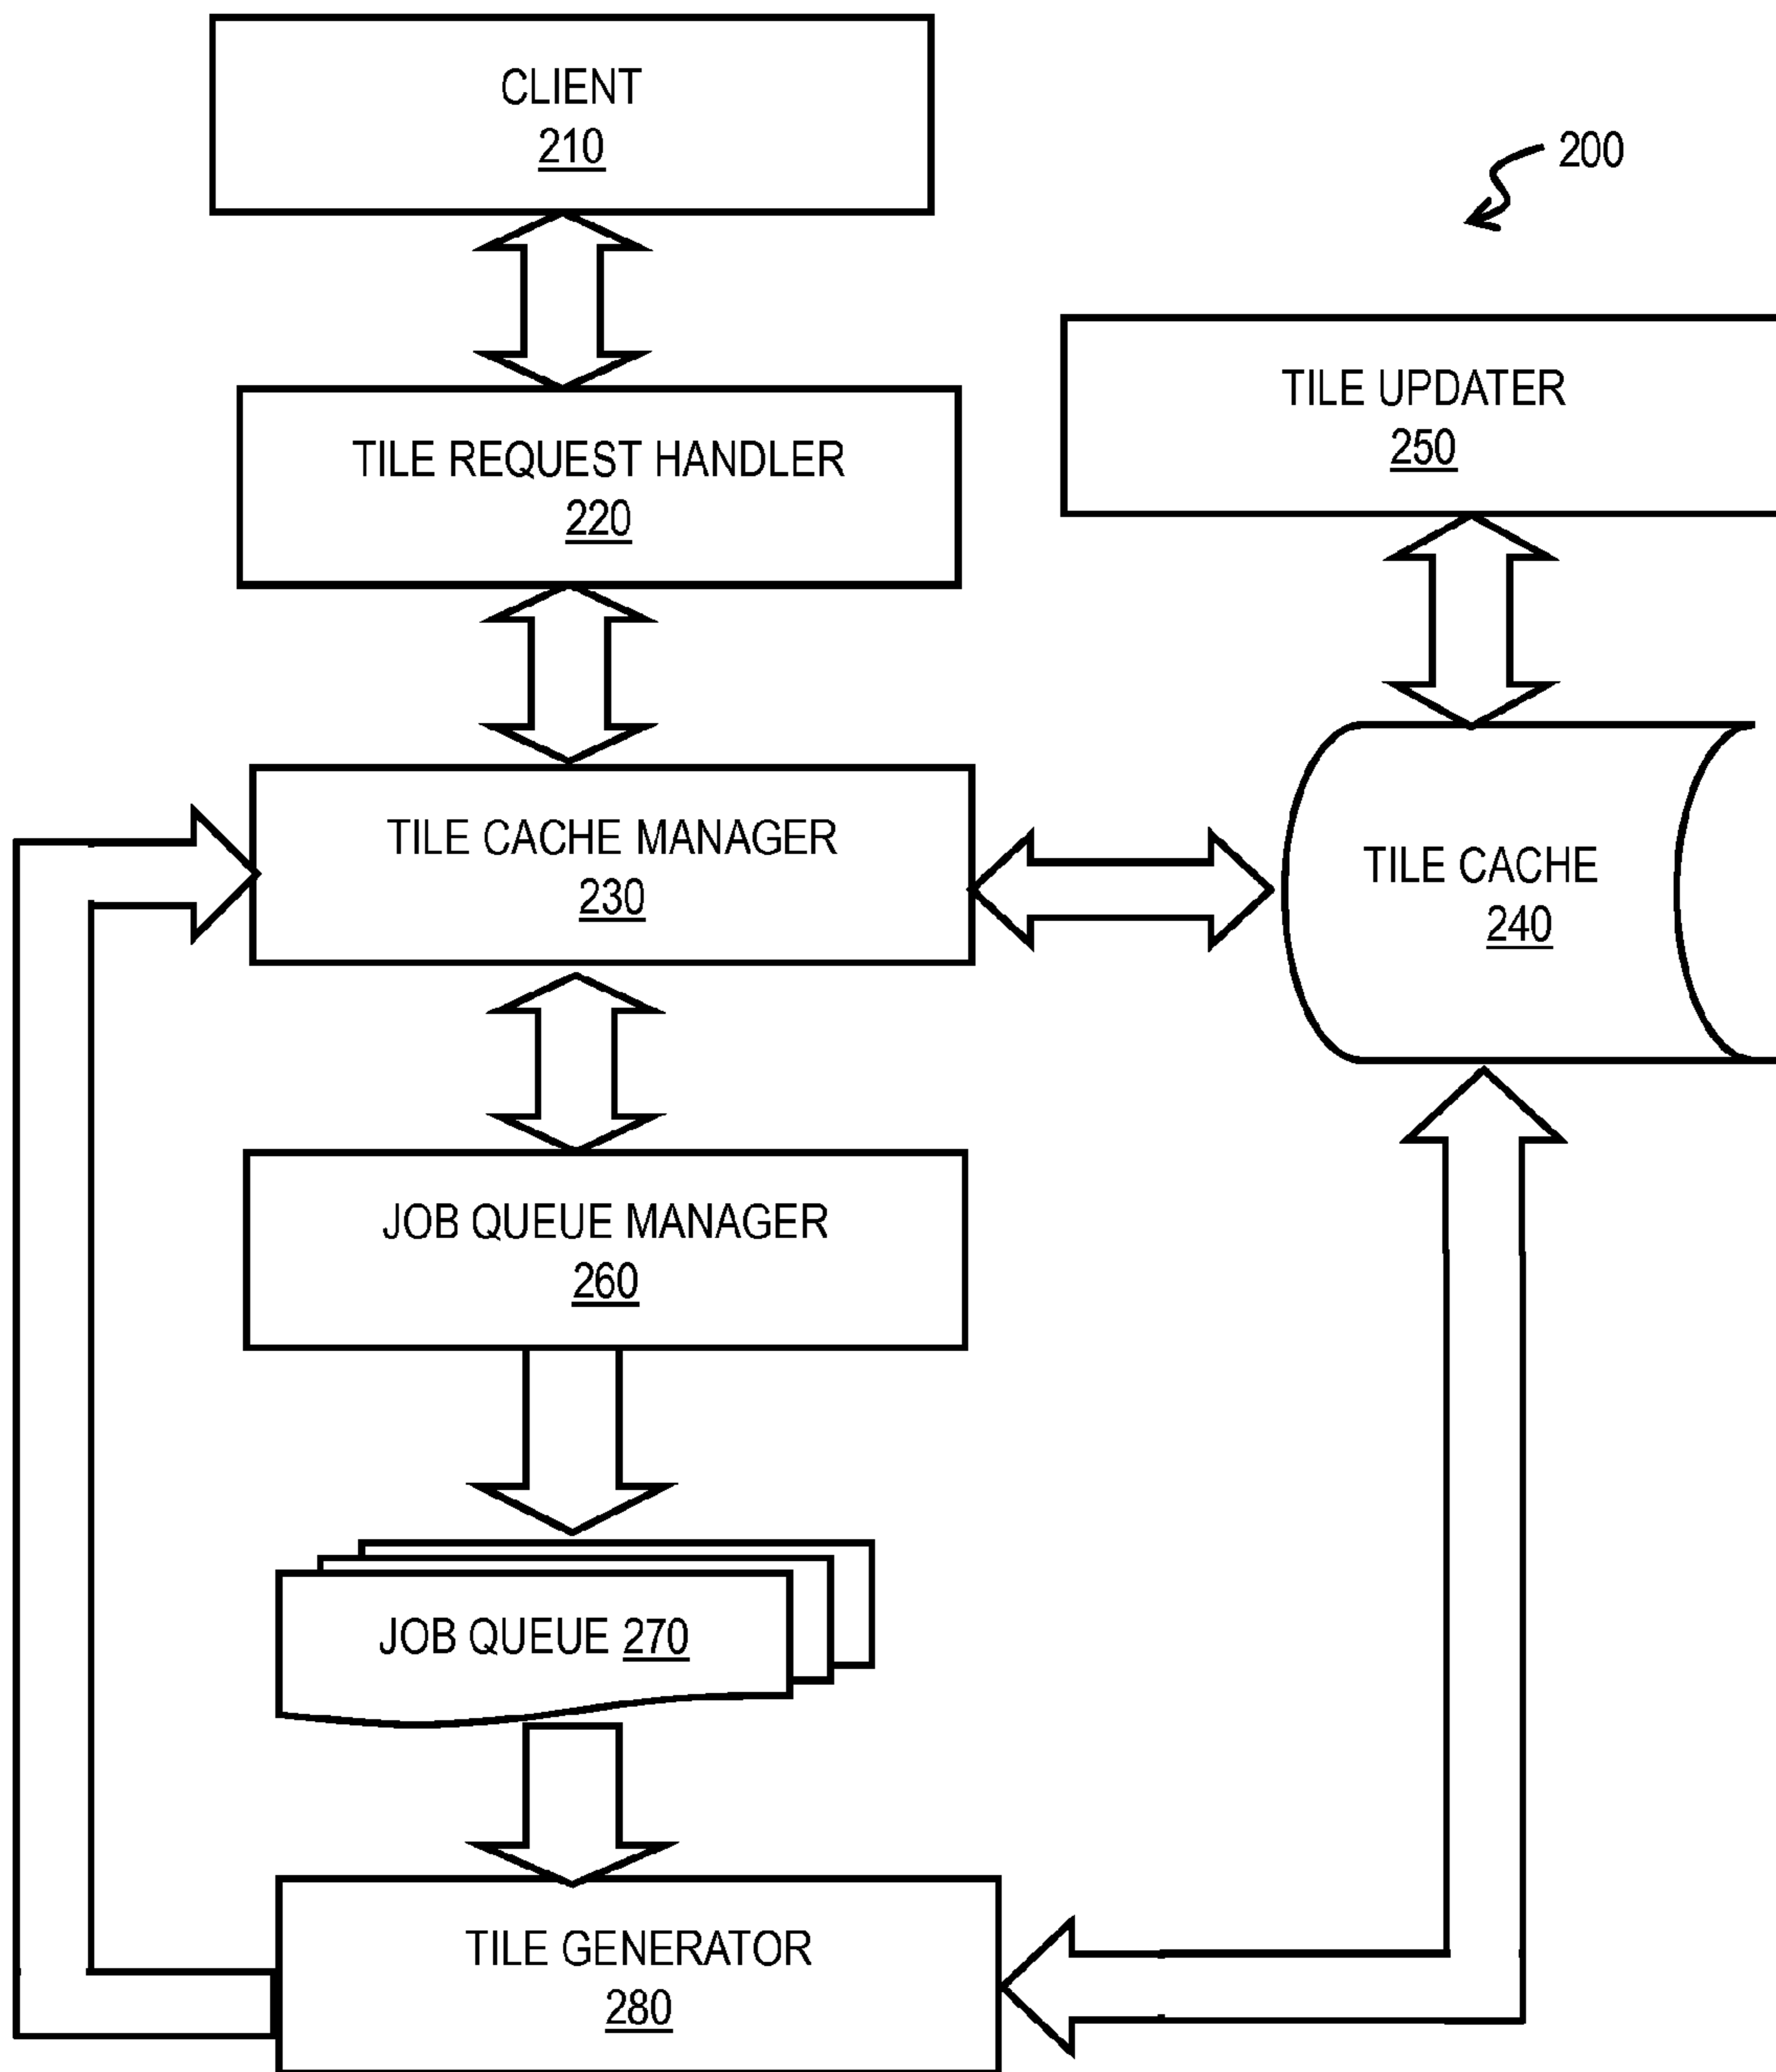 CLIENT
210
200
TILE UPDATER
250
TILE REQUEST HANDLER
220
TILE CACHE MANAGER
230
TILE CACHE
240
JOB QUEUE MANAGER
260
JOB QUEUE 270
TILE GENERATOR
280